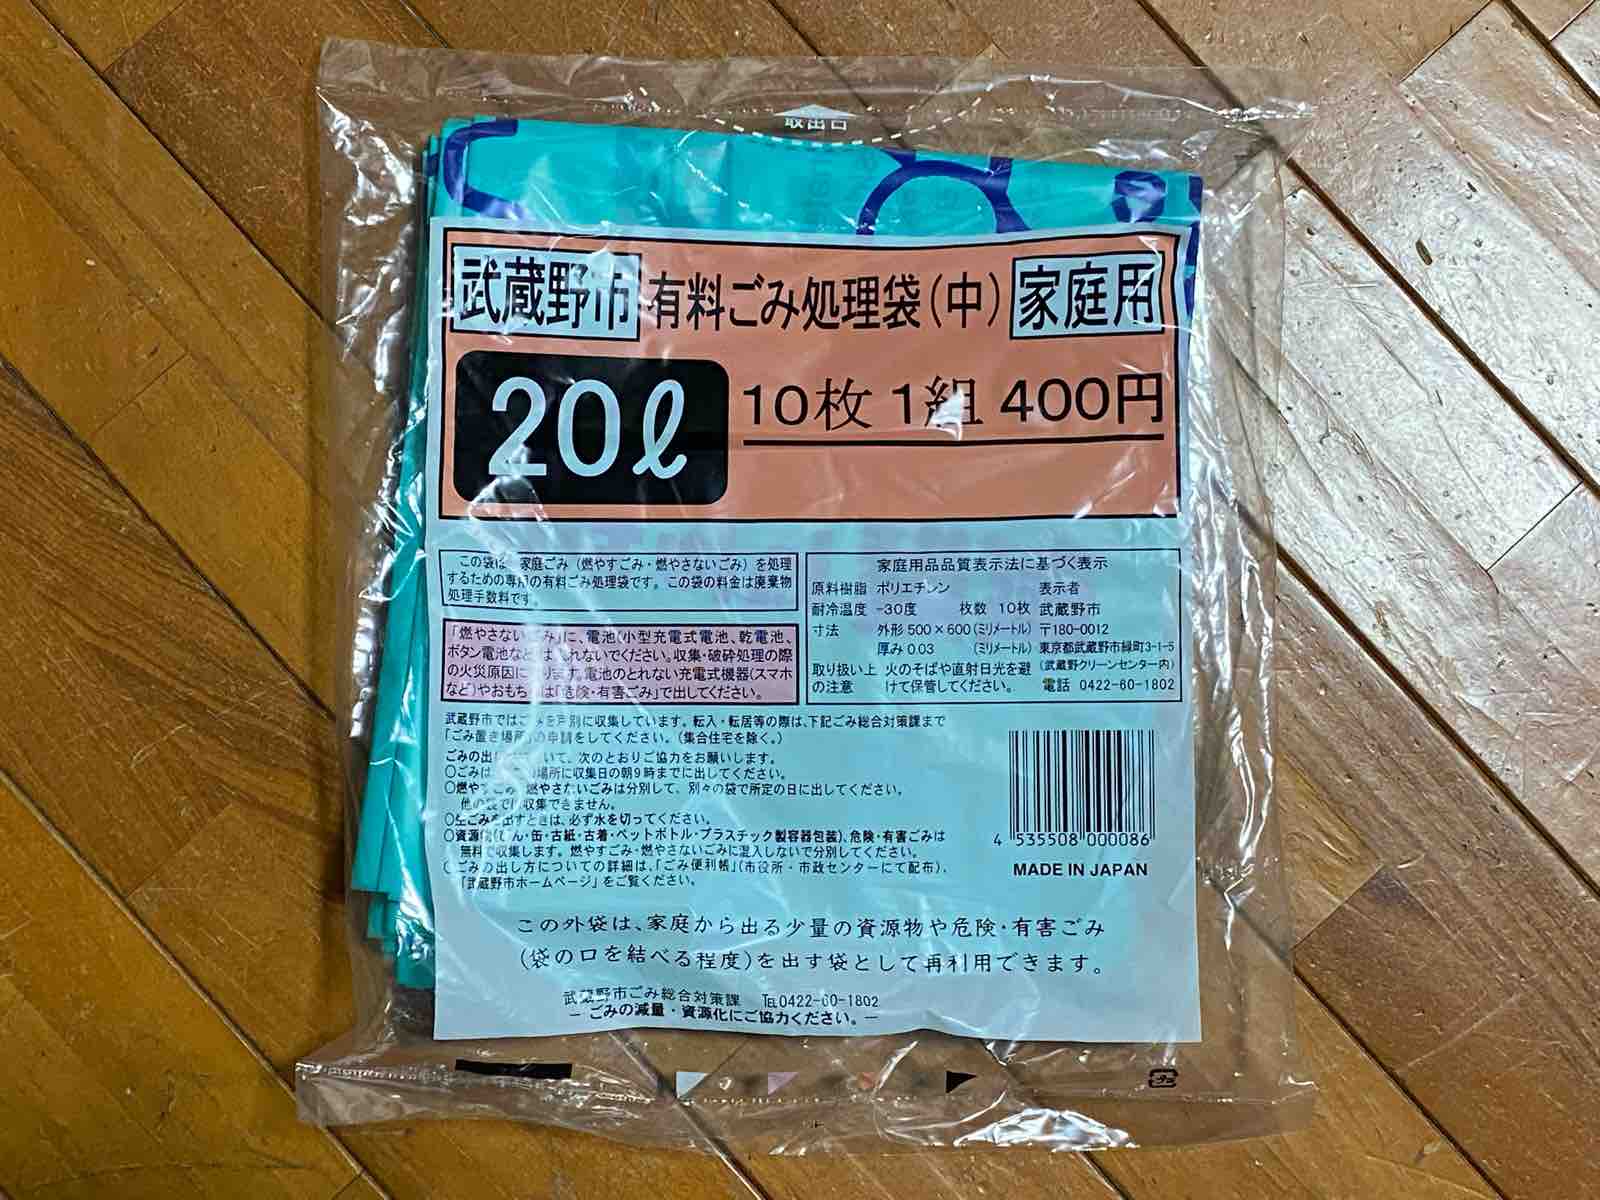 取出口
武蔵野市 有料ごみ処理袋(中) 家庭用
20ℓ 10枚1組 400円
この袋は、家庭ごみ(燃やすごみ・燃やさないごみ)を処理
するための専用の有料ごみ処理袋です。この袋の料金は廃棄物
処理手数料です。
「燃やさないごみ」に、電池(小型充電式電池、乾電池、
ボタン電池など)は入れないでください。収集・破砕処理の際
の火災原因になります。電池のとれない充電式機器(スマホ
など)やおもちゃは「危険・有害ごみ」で出してください。
家庭用品品質表示法に基づく表示
原料樹脂 ポリエチレン 表示者
耐冷温度 -30度 枚数 10枚 武蔵野市
寸法 外形500×600(ミリメートル) 〒180-0012
厚み0.03 (ミリメートル) 東京都武蔵野市緑町3-1-5
取り扱い上 火のそばや直射日光を避 (武蔵野クリーンセンター内)
の注意 けて保管してください。 電話 0422-60-1802
武蔵野市ではごみを戸別に収集しています。転入・転居等の際は、下記ごみ総合対策課まで
「ごみ置き場所」の申請をしてください。(集合住宅を除く。)
ごみの出し について、次のとおりご協力をお願いします。
○ごみは 場所に収集日の朝9時までに出してください。
○燃やすごみ・燃やさないごみは分別して、別々の袋で所定の日に出してください。
他の袋では収集できません。
○生ごみを出すときは、必ず水を切ってください。
○資源物(びん・缶・古紙・古着・ペットボトル・プラスチック製容器包装)、危険・有害ごみは
無料で収集します。燃やすごみ・燃やさないごみに混入しないで分別してください。
○ごみの出し方についての詳細は、「ごみ便利帳」(市役所・市政センターにて配布)、
「武蔵野市ホームページ」をご覧ください。
4 535508 000086
MADE IN JAPAN
この外袋は、家庭から出る少量の資源物や危険・有害ごみ
(袋の口を結べる程度)を出す袋として再利用できます。
武蔵野市ごみ総合対策課 TEL0422-60-1802
― ごみの減量・資源化にご協力ください。―
プラ